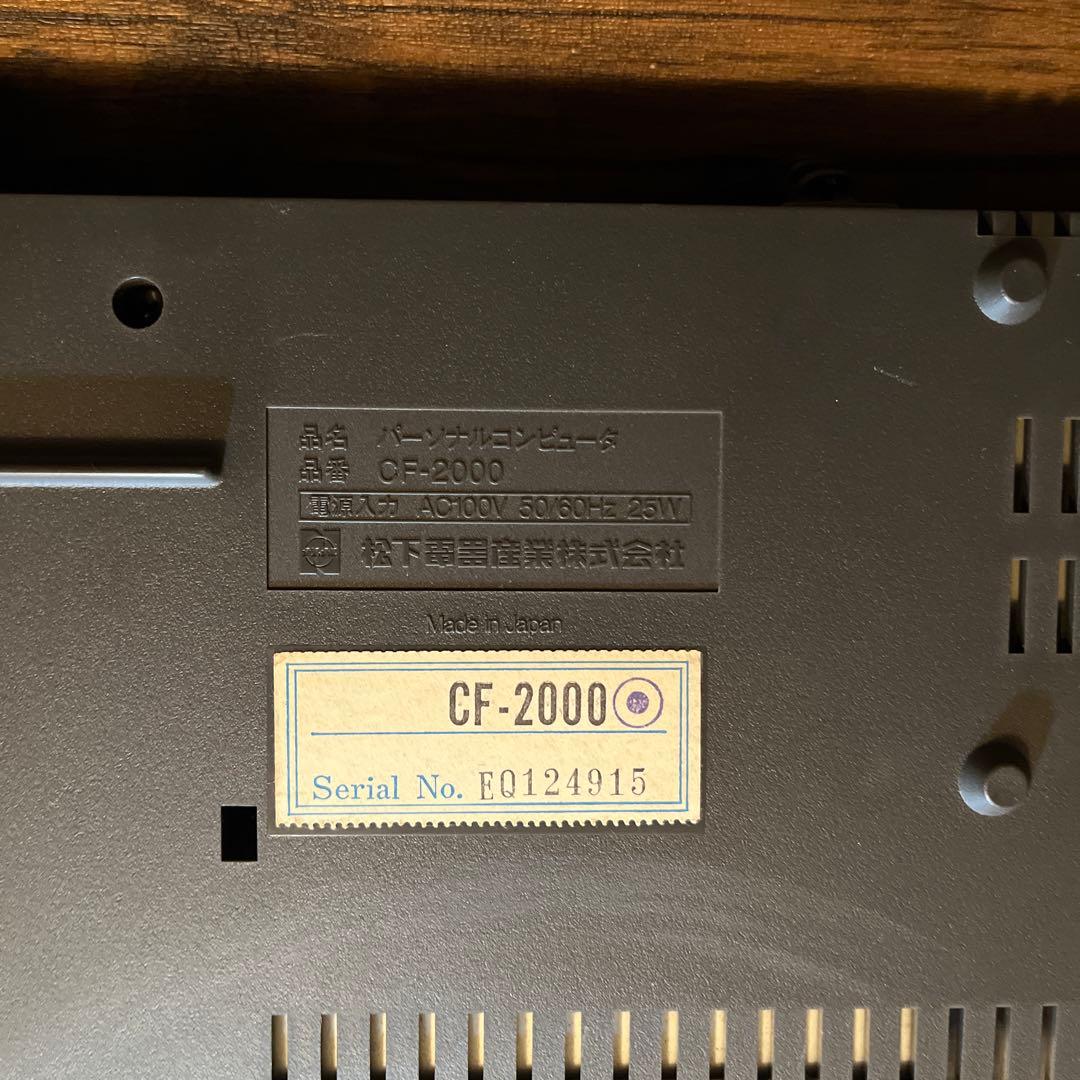 品名 パーソナルコンピュータ
品番 CF-2000
電源入力 AC100V 50/60Hz 25W
松下電器産業株式会社
Made in Japan
CF-2000
Serial No. EQ124915